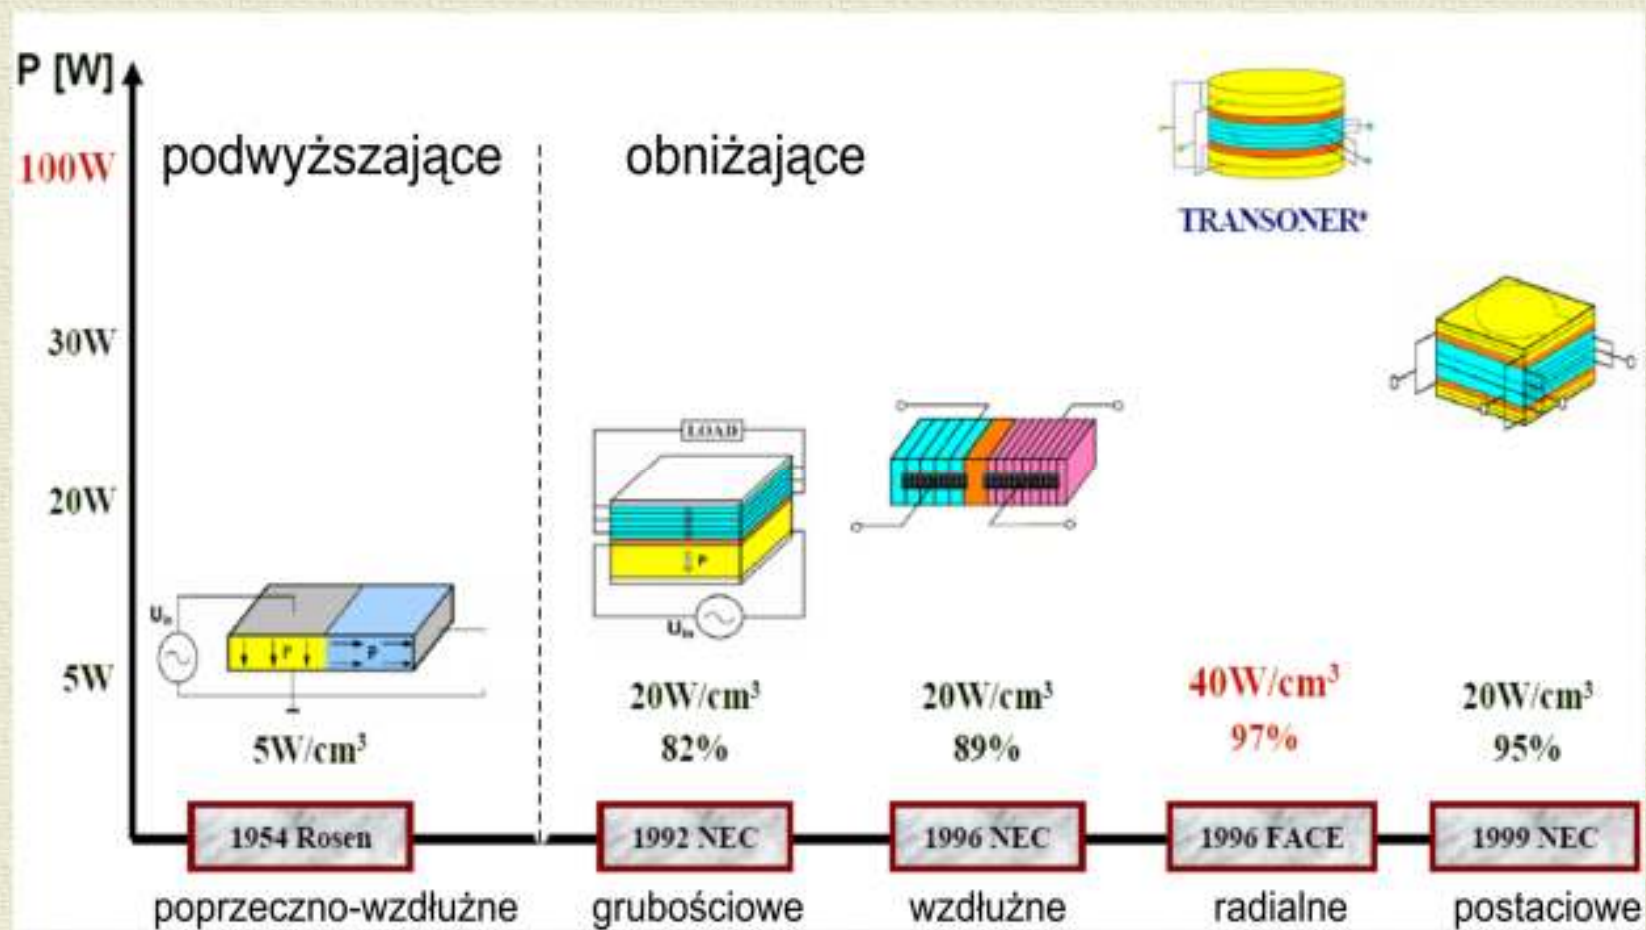 P [W]
100W
30W
20W
5W
podwyższające
obniżające
TRANSONER*
LOAD
P
U_in
U_in
P
P
5W/cm³
20W/cm³
82%
20W/cm³
89%
40W/cm³
97%
20W/cm³
95%
1954 Rosen
1992 NEC
1996 NEC
1996 FACE
1999 NEC
poprzeczno-wzdłużne
grubościowe
wzdłużne
radialne
postaciowe